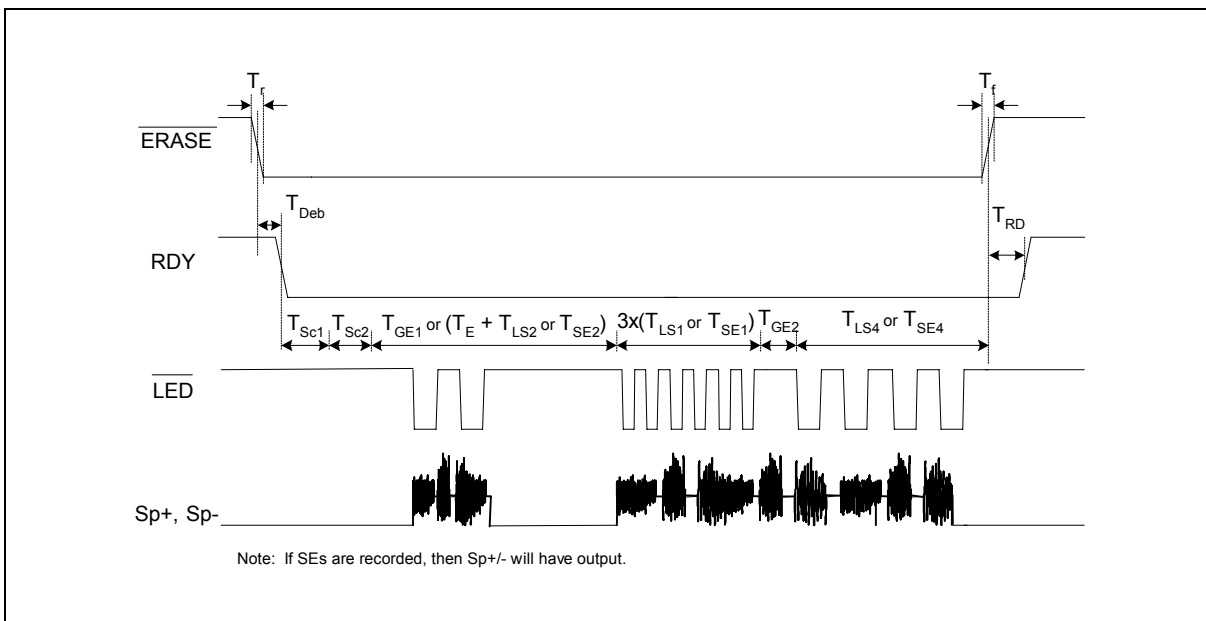 Tr
Tf
ERASE
TDeb
TRD
RDY
TSc1 TSc2 TGE1 or (TE + TLS2 or TSE2) 3x(TLS1 or TSE1) TGE2 TLS4 or TSE4
LED
Sp+, Sp-
Note: If SEs are recorded, then Sp+/- will have output.